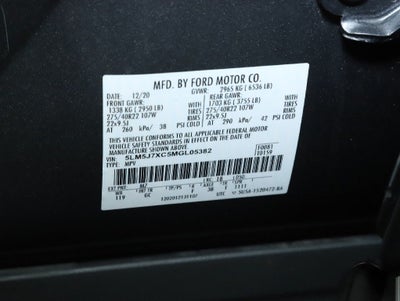 MFD. BY FORD MOTOR CO.
12/20 GVWR: 2965 KG ( 6536 LB)
FRONT GAWR: REAR GAWR:
1338 KG ( 2950 LB) 1703 KG ( 3755 LB)
275/40R22 107W TIRES 275/40R22 107W TIRES
22x9.5J RIMS 22x9.5J RIMS
AT 260 kPa/ 38 PSI COLD AT 290 kPa/ 42 PSI COLD
THIS VEHICLE CONFORMS TO ALL APPLICABLE FEDERAL MOTOR
VEHICLE SAFETY STANDARDS IN EFFECT ON THE DATE OF
MANUFACTURE SHOWN ABOVE.
VIN: 5LM5J7XC5MGL05382 F0081
TYPE: MPV T0159